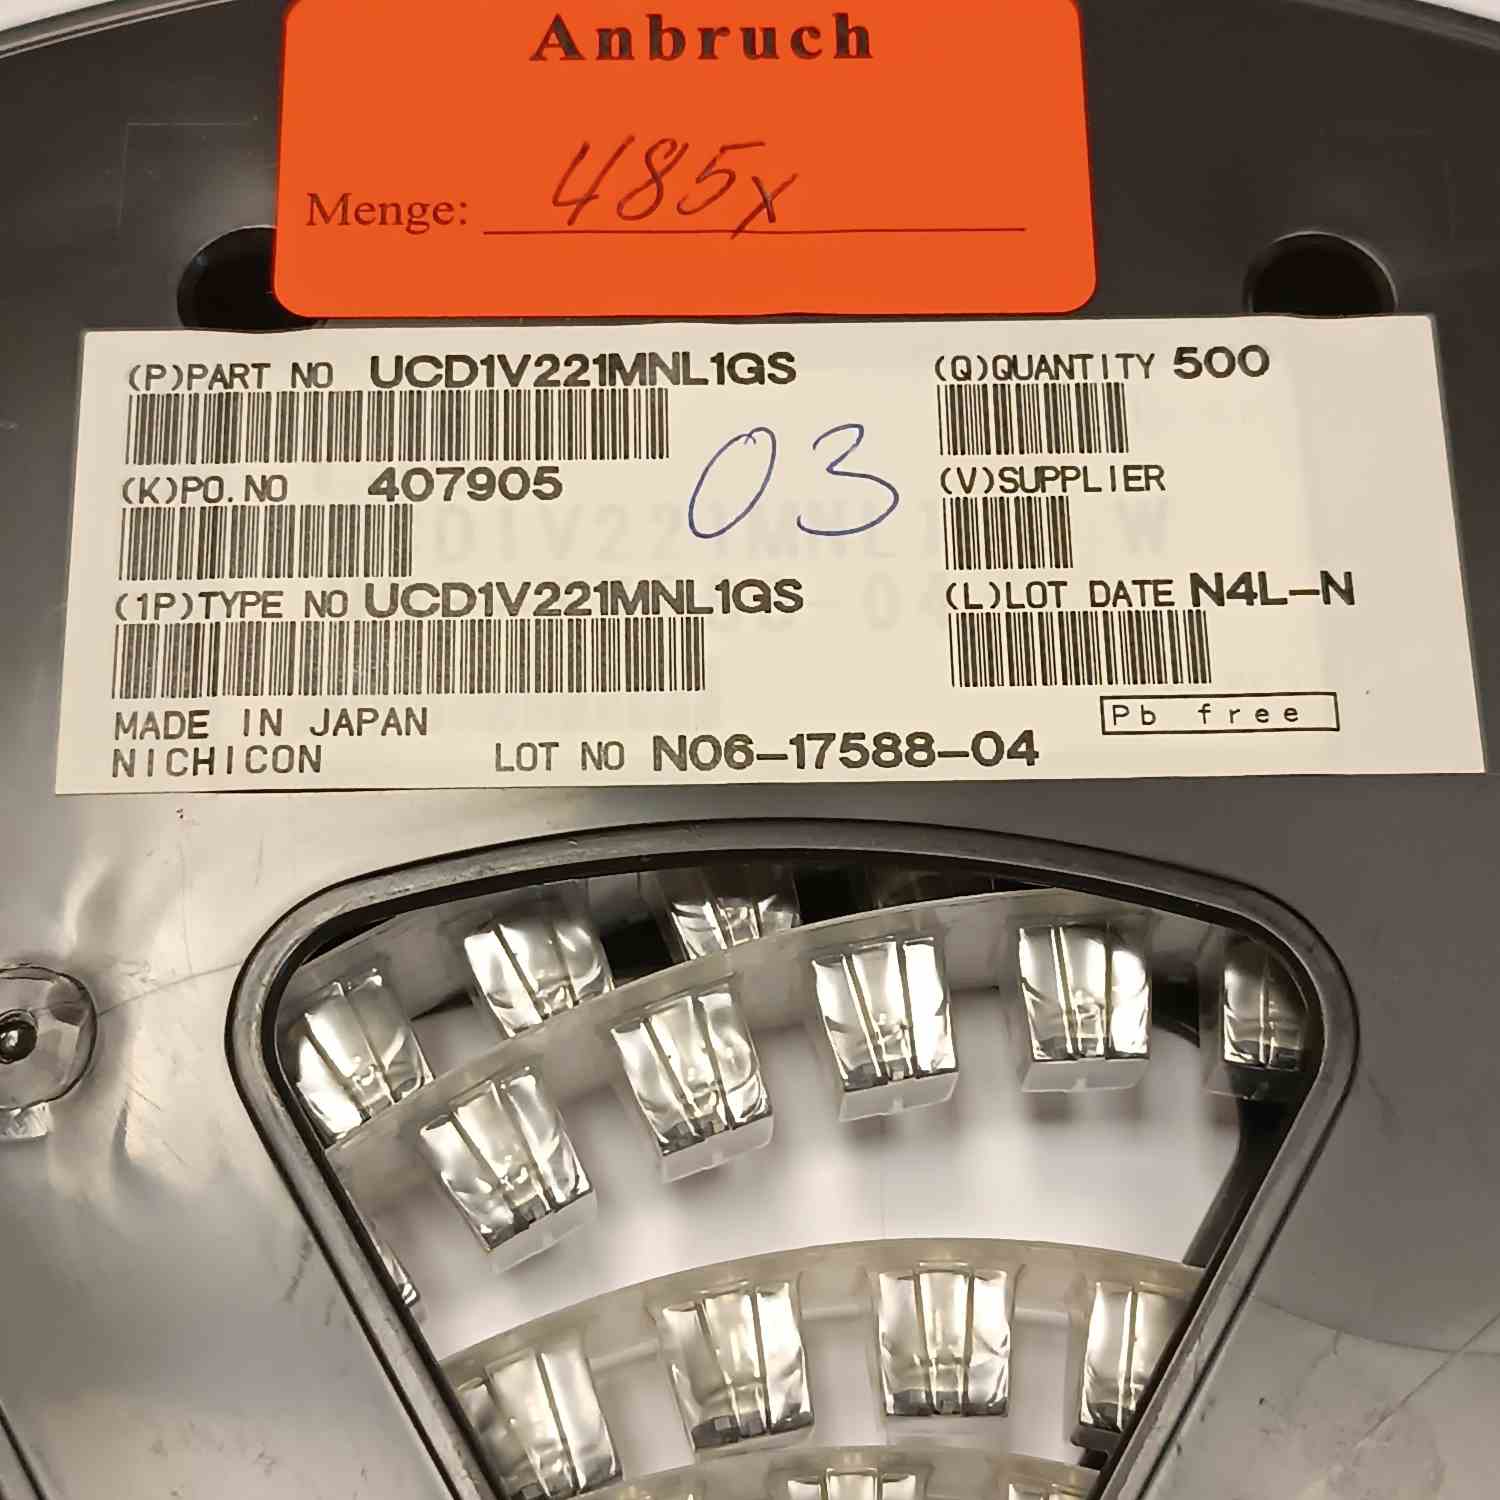 Anbruch
Menge: 485x
(P)PART NO UCD1V221MNL1GS
(Q)QUANTITY 500
03
(K)PO.NO 407905
(V)SUPPLIER
(1P)TYPE NO UCD1V221MNL1GS
(L)LOT DATE N4L-N
Pb free
MADE IN JAPAN
NICHICON LOT NO N06-17588-04